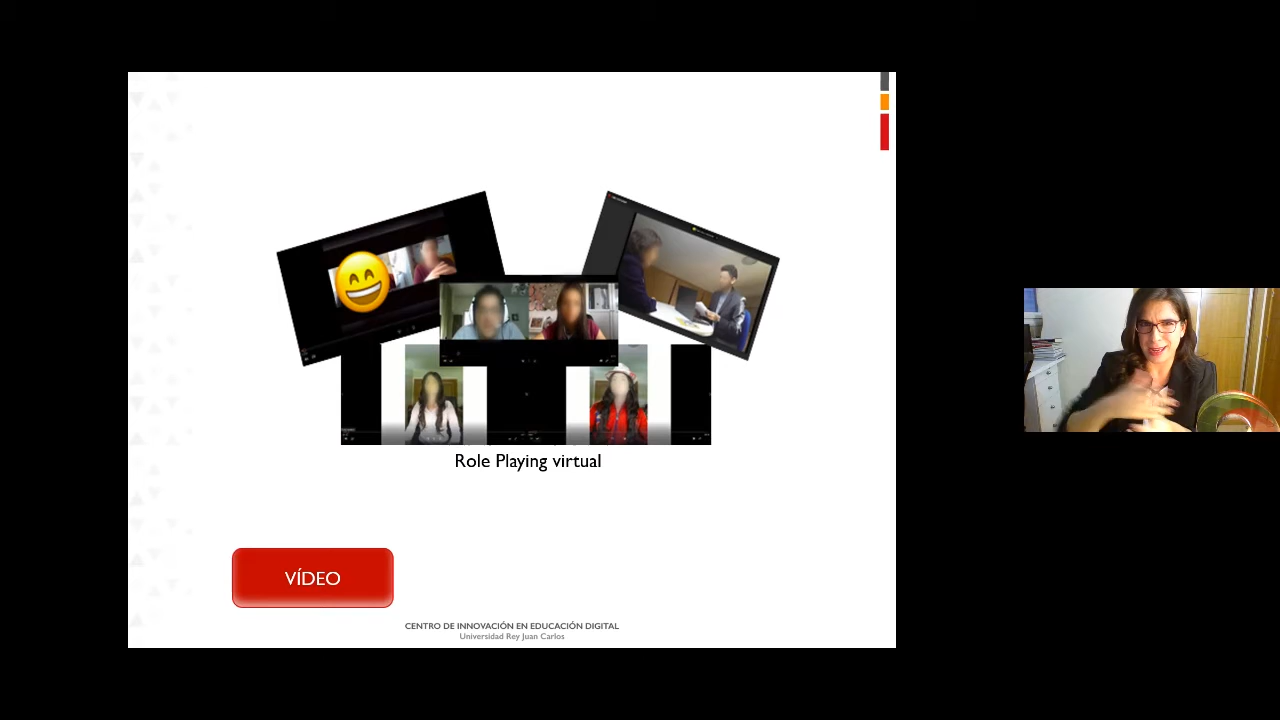 Role Playing virtual
VÍDEO
CENTRO DE INNOVACIÓN EN EDUCACIÓN DIGITAL
Universidad Rey Juan Carlos